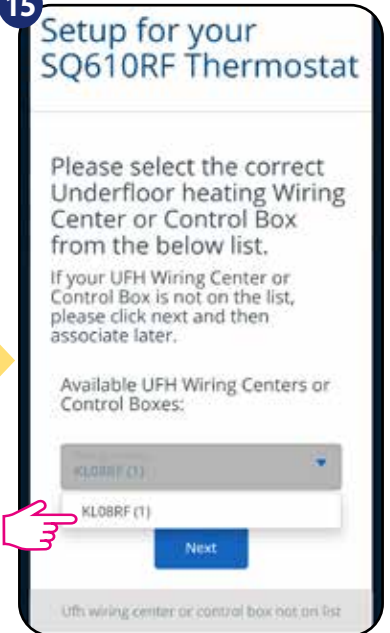 15
Setup for your
SQ610RF Thermostat
Please select the correct
Underfloor heating Wiring
Center or Control Box
from the below list.
If your UFH Wiring Center or
Control Box is not on the list,
please click next and then
associate later.
Available UFH Wiring Centers or
Control Boxes:
KL08RF (1)
KL08RF (1)
Next
Ufh wiring center or control box not on list